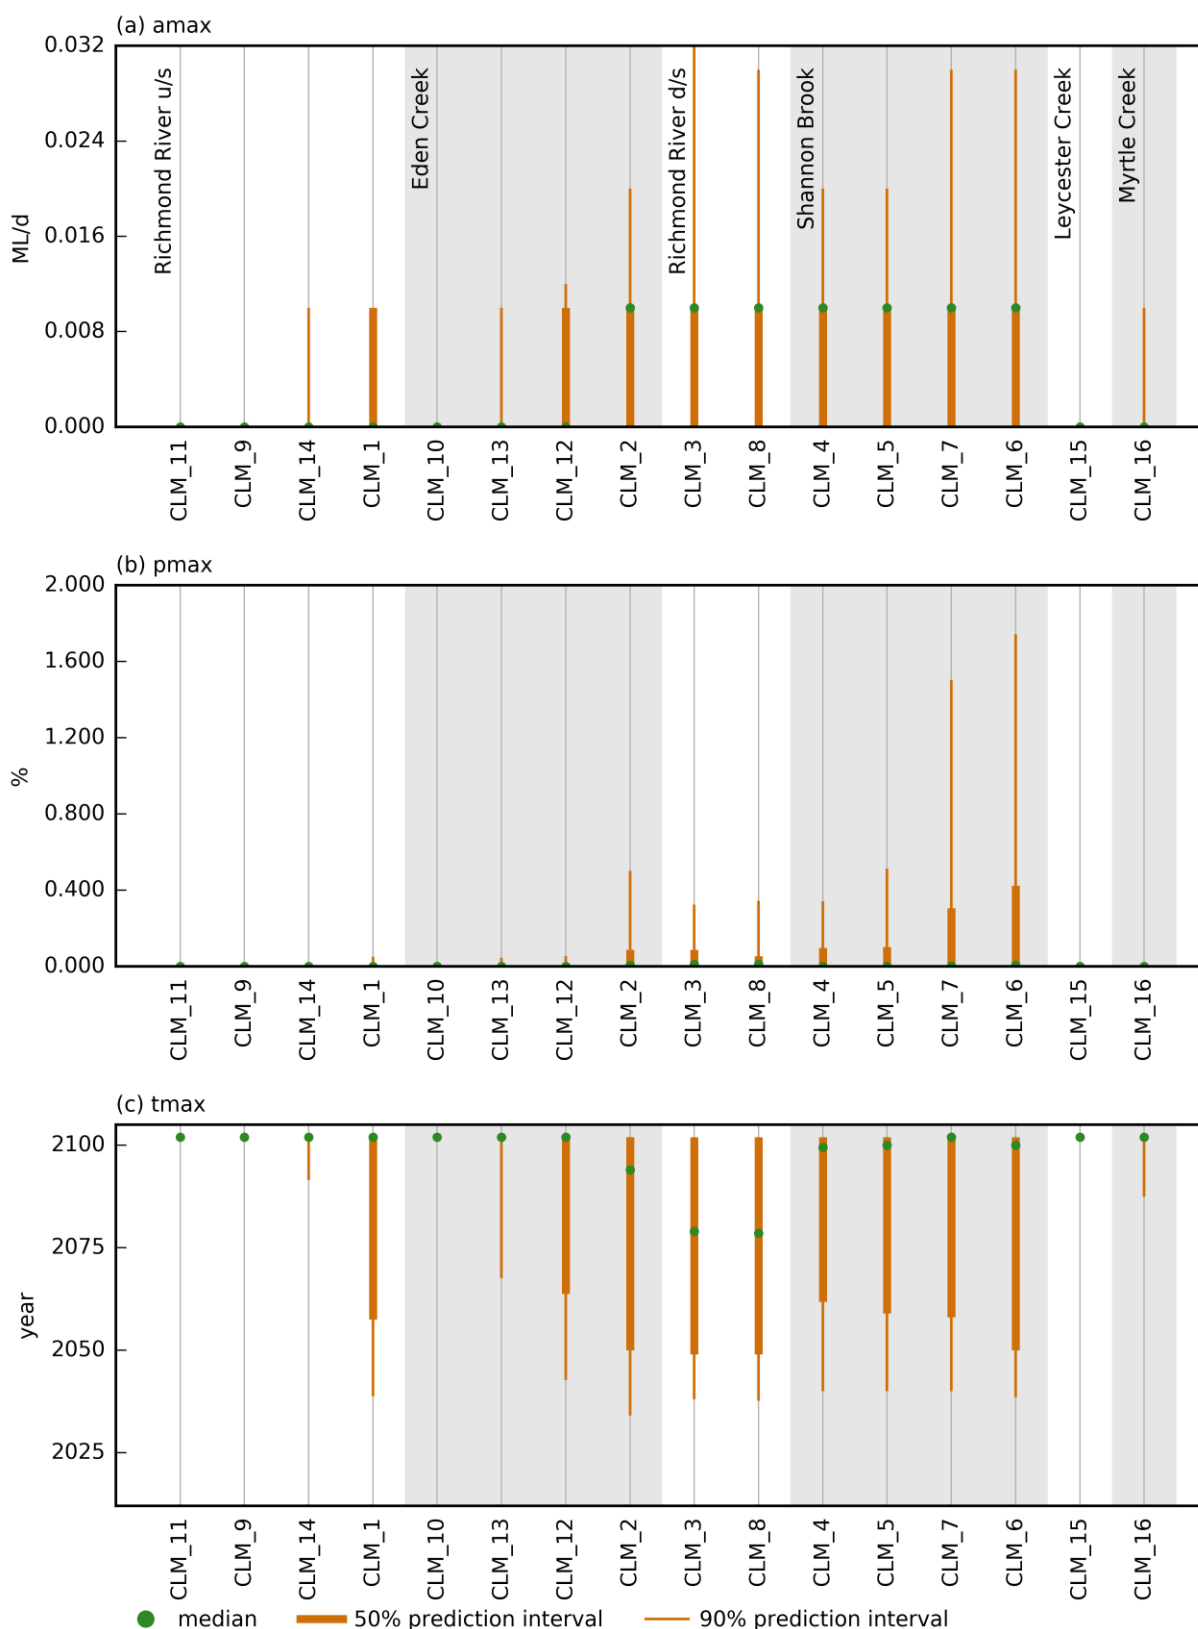 (a) amax
0.032
0.024
0.016
0.008
0.000
ML/d
Richmond River u/s
Eden Creek
Richmond River d/s
Shannon Brook
Leycester Creek
Myrtle Creek
CLM_11
CLM_9
CLM_14
CLM_1
CLM_10
CLM_13
CLM_12
CLM_2
CLM_3
CLM_8
CLM_4
CLM_5
CLM_7
CLM_6
CLM_15
CLM_16
(b) pmax
2.000
1.600
1.200
0.800
0.400
0.000
%
CLM_11
CLM_9
CLM_14
CLM_1
CLM_10
CLM_13
CLM_12
CLM_2
CLM_3
CLM_8
CLM_4
CLM_5
CLM_7
CLM_6
CLM_15
CLM_16
(c) tmax
2100
2075
2050
2025
year
CLM_11
CLM_9
CLM_14
CLM_1
CLM_10
CLM_13
CLM_12
CLM_2
CLM_3
CLM_8
CLM_4
CLM_5
CLM_7
CLM_6
CLM_15
CLM_16
median
50% prediction interval
90% prediction interval